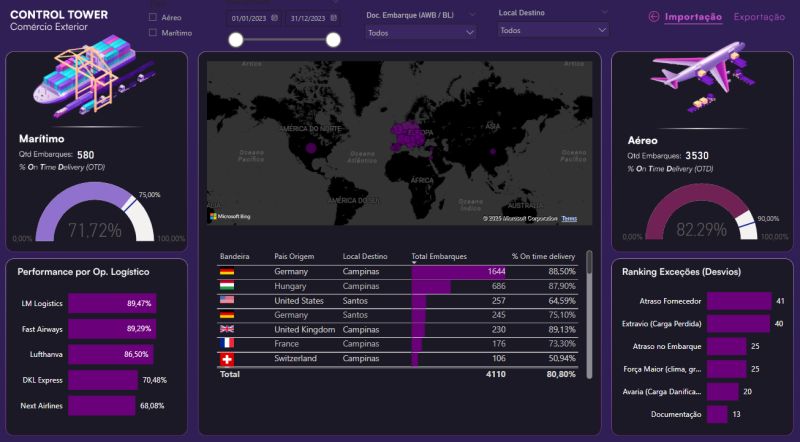 CONTROL TOWER
Comércio Exterior
Aéreo
Marítimo
01/01/2023
31/12/2023
Doc. Embarque (AWB / BL)
Todos
Local Destino
Todos
Importação
Exportação
Marítimo
Qtd Embarques: 580
% On Time Delivery (OTD)
75,00%
71,72%
0,00%
100,00%
Ártico
Ártico
AMÉRICA DO NORTE
EUROPA
ÁSIA
Oceano
Pacífico
Oceano
Atlântico
Oceano
Pacífico
ÁFRICA
AMÉRICA DO SUL
Oceano
Índico
AUSTRÁLIA
Microsoft Bing
© 2025 Microsoft Corporation Terms
Aéreo
Qtd Embarques: 3530
% On Time Delivery (OTD)
90,00%
82.29%
0,00%
100,00%
Performance por Op. Logístico
LM Logistics 89,47%
Fast Airways 89,29%
Lufthanva 86,50%
DKL Express 70,48%
Next Airlines 68,08%
Bandeira País Origem Local Destino Total Embarques % On time delivery
Germany Campinas 1644 88,50%
Hungary Campinas 686 87,90%
United States Santos 257 64,59%
Germany Santos 245 75,10%
United Kingdom Campinas 230 89,13%
France Campinas 176 73,30%
Switzerland Campinas 106 50,94%
Total 4110 80,80%
Ranking Exceções (Desvios)
Atraso Fornecedor 41
Extravio (Carga Perdida) 40
Atraso no Embarque 25
Força Maior (clima, gr... 25
Avaria (Carga Danifica... 20
Documentação 13